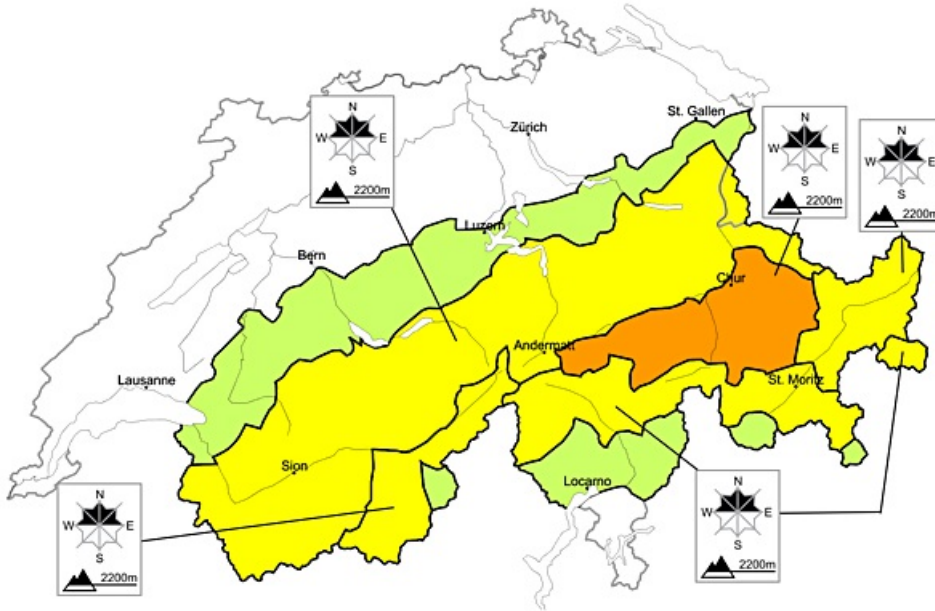 N
W E
S
2200m
St. Gallen
Zürich
N
W E
S
2200m
N
W E
S
2200m
Luzern
Bern
Chur
Andermatt
Lausanne
St. Moritz
Sion
Locarno
N
W E
S
2200m
N
W E
S
2200m